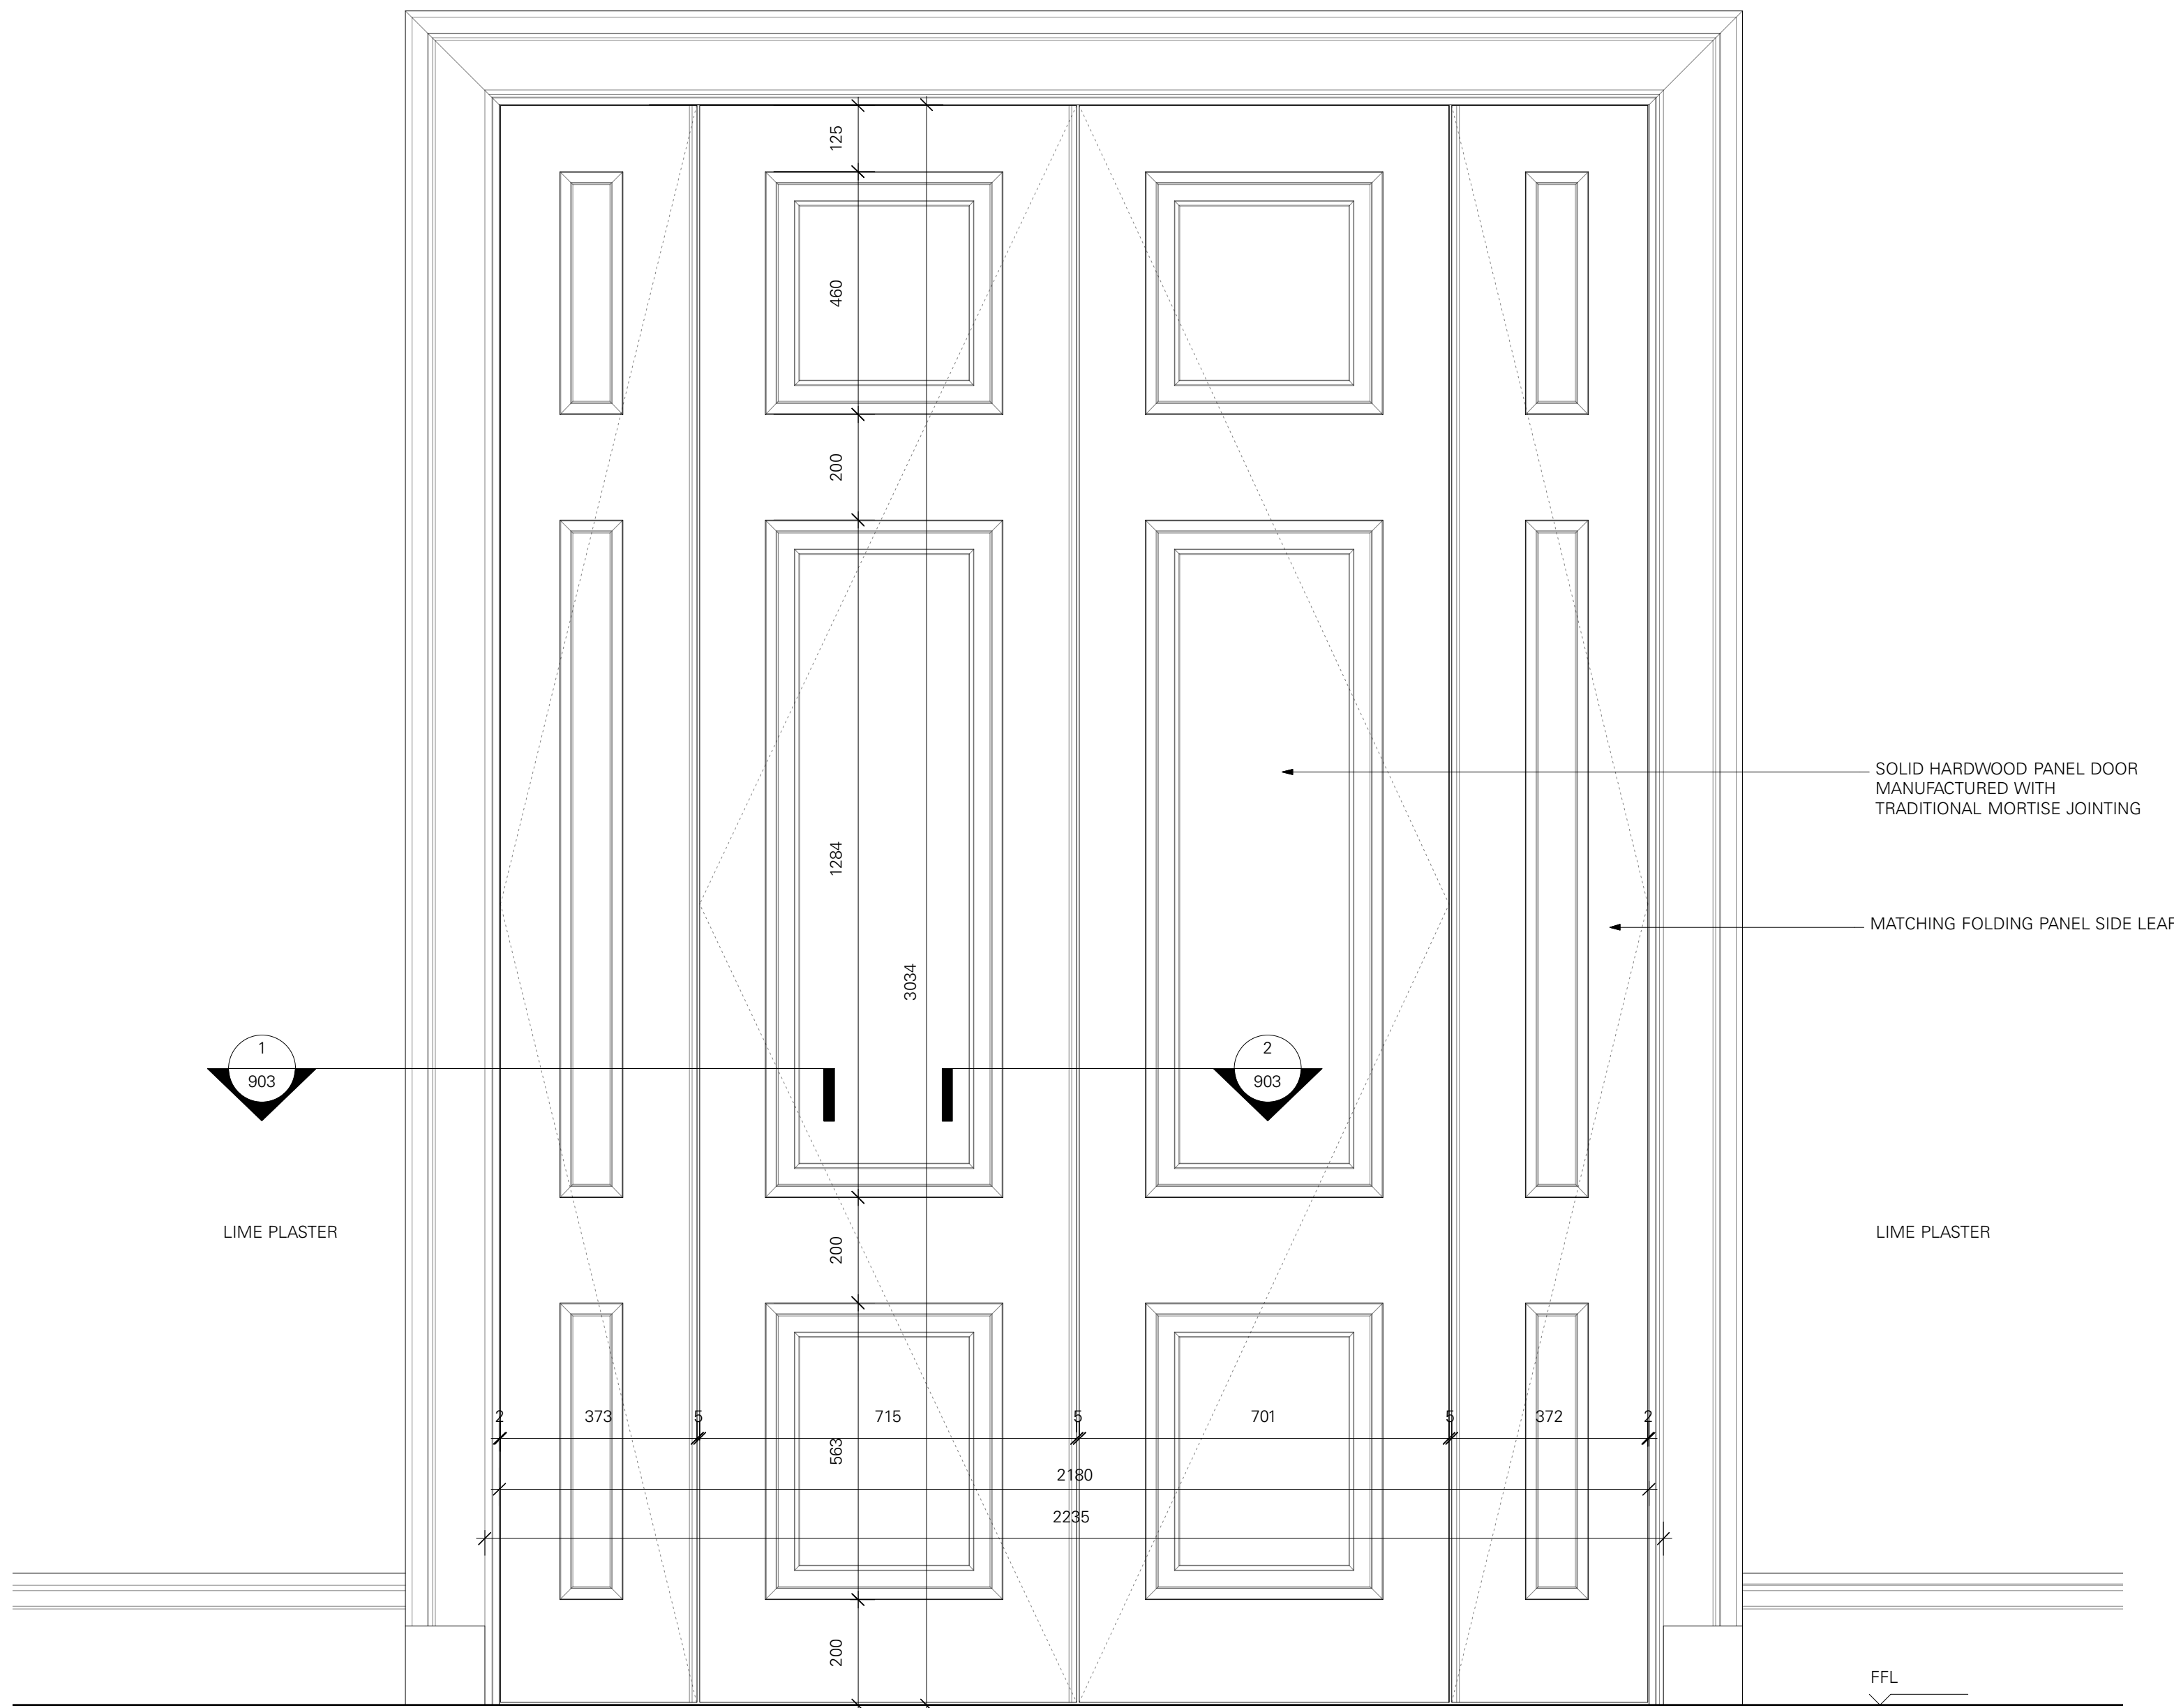 125
460
200
SOLID HARDWOOD PANEL DOOR
MANUFACTURED WITH
TRADITIONAL MORTISE JOINTING
1284
MATCHING FOLDING PANEL SIDE LEAF
3034
1
903
2
903
LIME PLASTER
200
LIME PLASTER
2 373 5 715 5 701 5 372 2
563
2180
2235
200
FFL